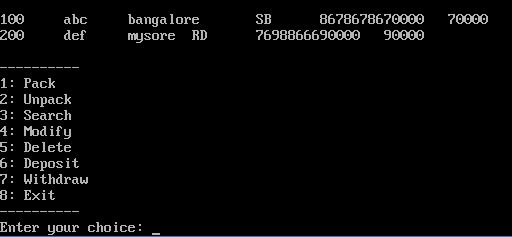 100 abc bangalore SB 8678678670000 70000
200 def mysore RD 7698866690000 90000
----------
1: Pack
2: Unpack
3: Search
4: Modify
5: Delete
6: Deposit
7: Withdraw
8: Exit
----------
Enter your choice: _